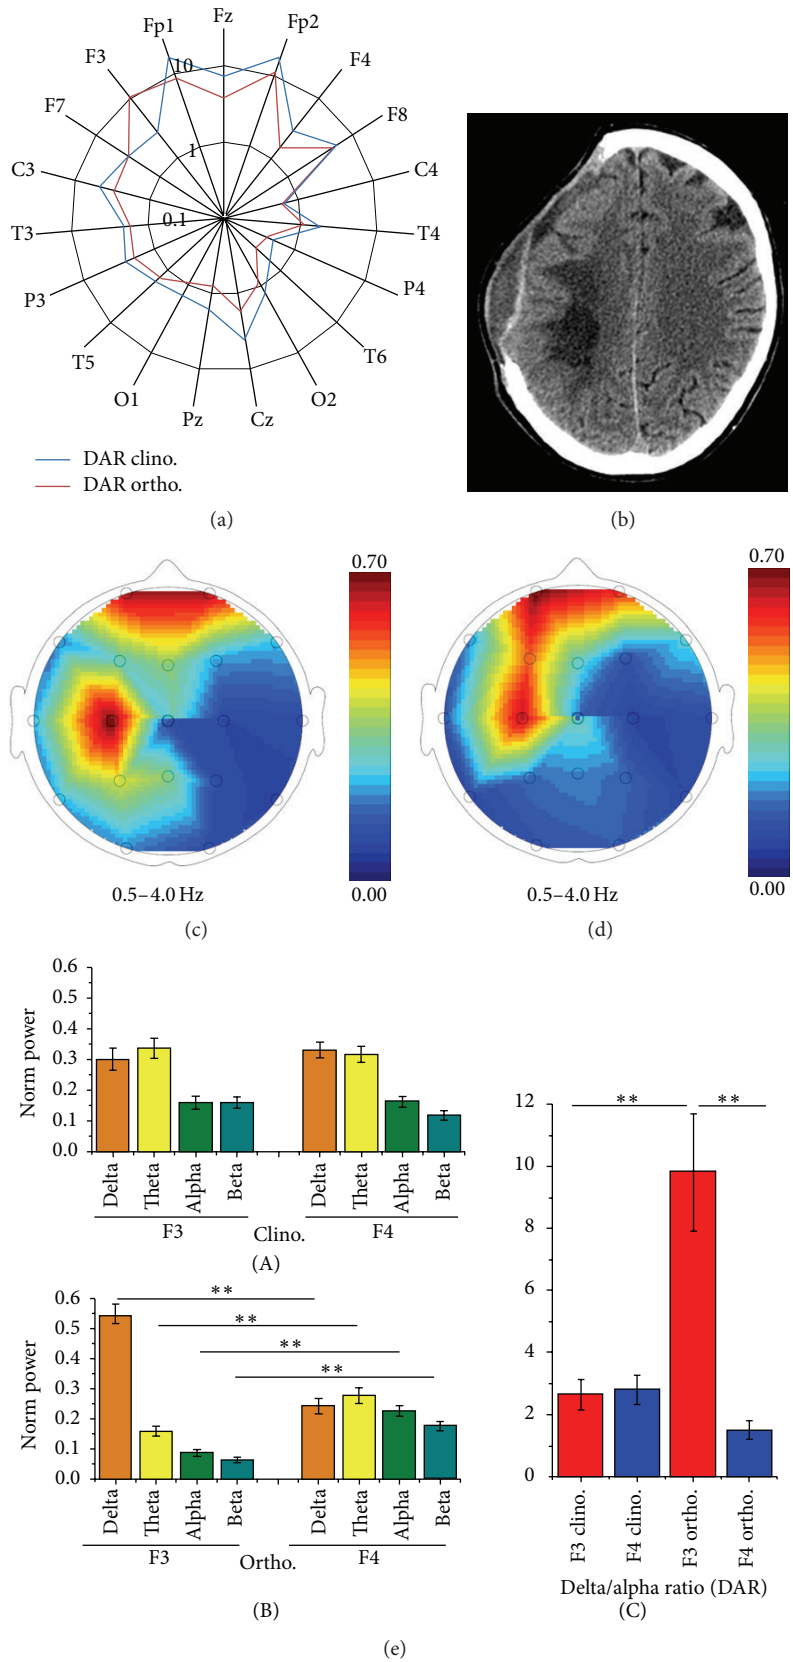 Fz
Fp1
Fp2
F3
F4
F7
F8
C3
C4
T3
T4
P3
P4
T5
T6
O1
O2
Pz
Cz
10
1
0.1
DAR clino.
DAR ortho.
(a)
(b)
0.70
0.00
0.5–4.0 Hz
(c)
0.70
0.00
0.5–4.0 Hz
(d)
Norm power
0.6
0.5
0.4
0.3
0.2
0.1
0.0
Delta
Theta
Alpha
Beta
Delta
Theta
Alpha
Beta
F3
Clino.
F4
(A)
Norm power
0.6
0.5
0.4
0.3
0.2
0.1
0.0
**
**
**
**
Delta
Theta
Alpha
Beta
Delta
Theta
Alpha
Beta
F3
Ortho.
F4
(B)
12
10
8
6
4
2
0
**
**
F3 clino.
F4 clino.
F3 ortho.
F4 ortho.
Delta/alpha ratio (DAR)
(C)
(e)